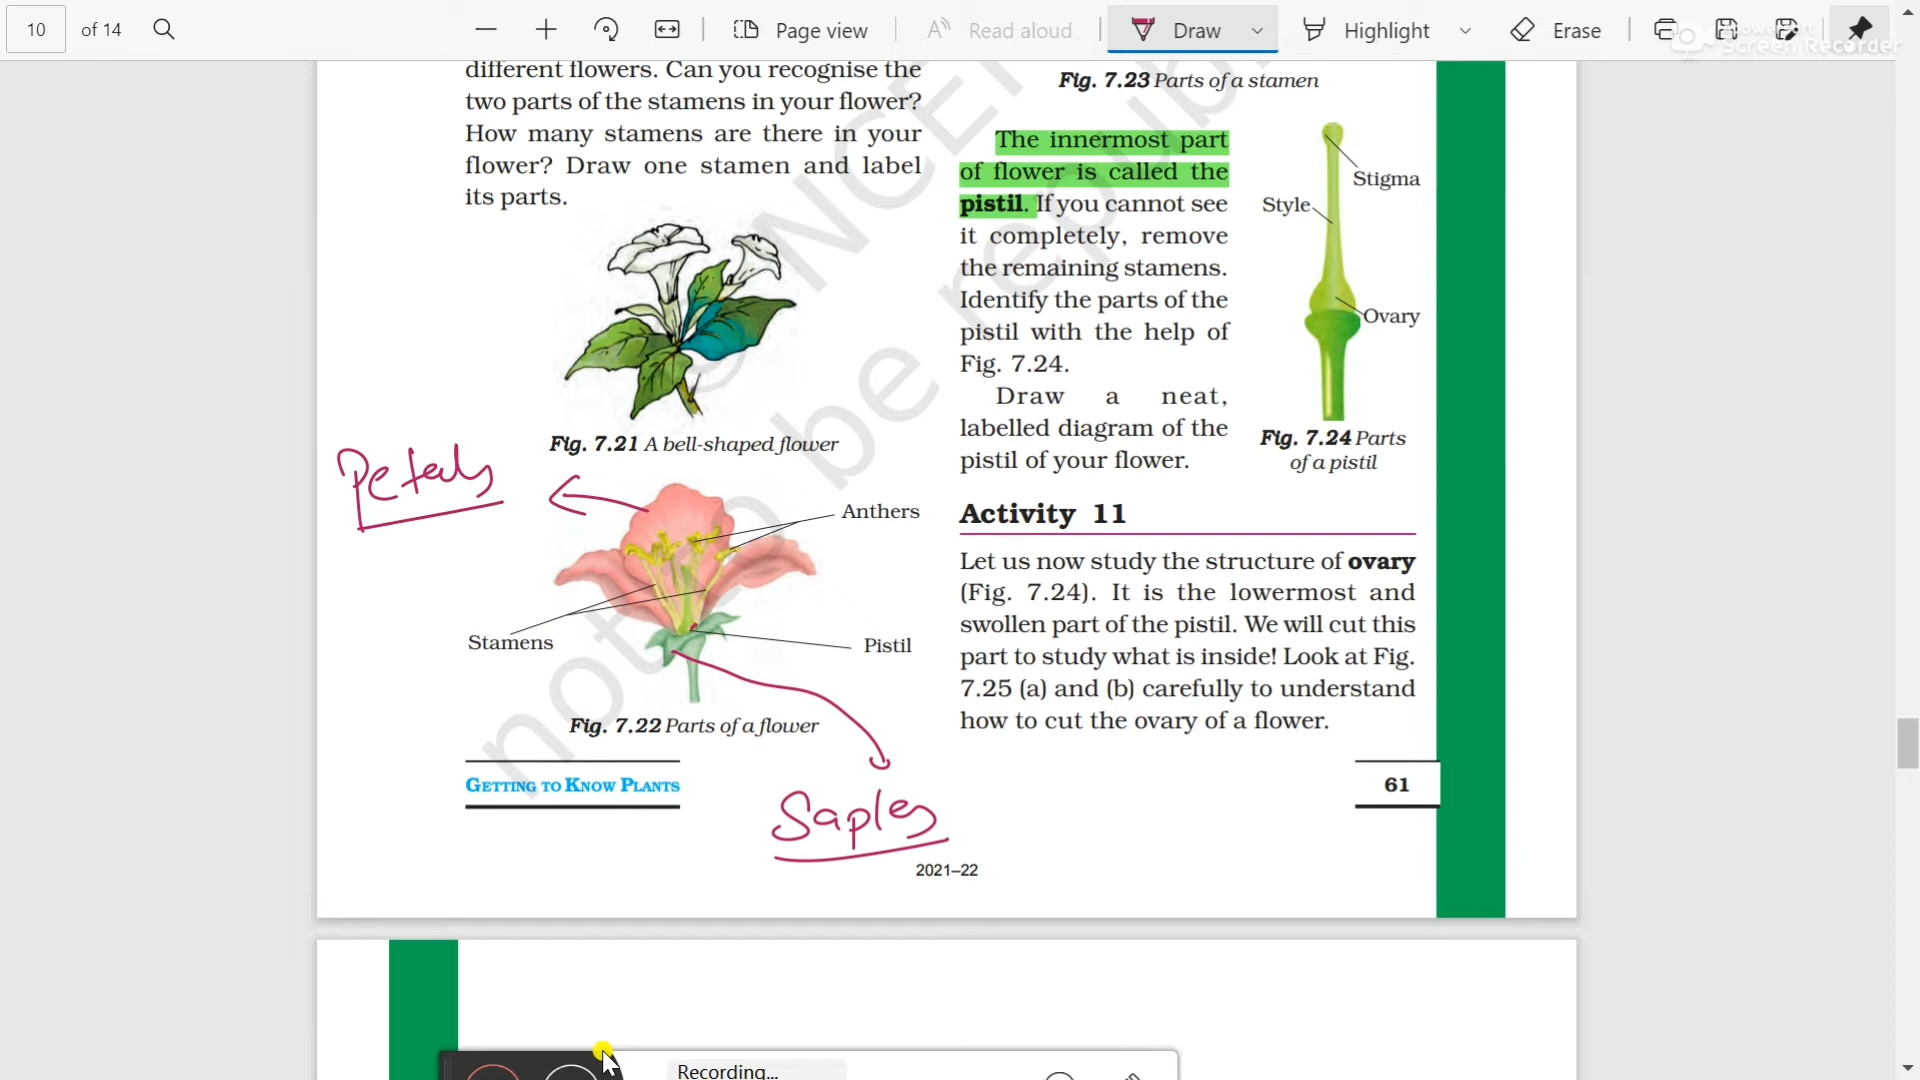 10 of 14
Page view
Read aloud
Draw
Highlight
Erase
Screen Recorder
different flowers. Can you recognise the
two parts of the stamens in your flower?
How many stamens are there in your
flower? Draw one stamen and label
its parts.
Fig. 7.21 A bell-shaped flower
Petals
Anthers
Stamens
Pistil
Fig. 7.22 Parts of a flower
Saples
GETTING TO KNOW PLANTS
Fig. 7.23 Parts of a stamen
The innermost part
of flower is called the
pistil. If you cannot see
it completely, remove
the remaining stamens.
Identify the parts of the
pistil with the help of
Fig. 7.24.
Draw a neat,
labelled diagram of the
pistil of your flower.
Stigma
Style
Ovary
Fig. 7.24 Parts
of a pistil
Activity 11
Let us now study the structure of ovary
(Fig. 7.24). It is the lowermost and
swollen part of the pistil. We will cut this
part to study what is inside! Look at Fig.
7.25 (a) and (b) carefully to understand
how to cut the ovary of a flower.
61
2021–22
not to be republ
NCE
Recording...